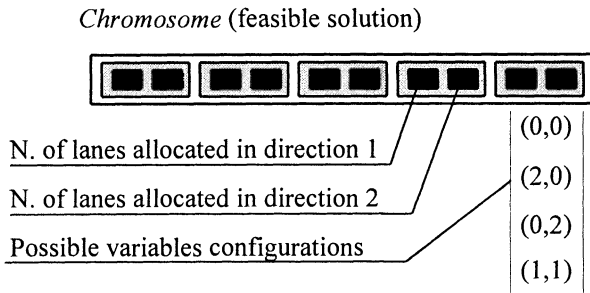 Chromosome (feasible solution)
N. of lanes allocated in direction 1
N. of lanes allocated in direction 2
Possible variables configurations
(0,0)
(2,0)
(0,2)
(1,1)